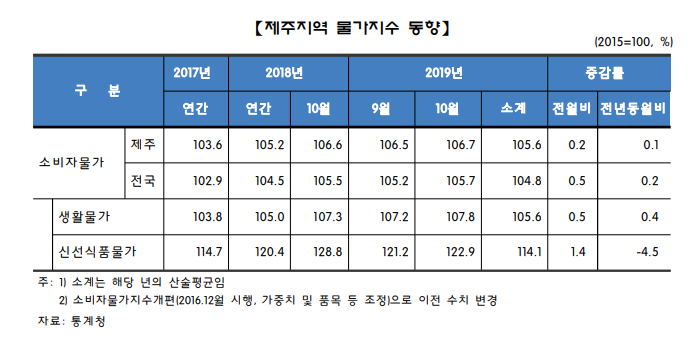 【제주지역 물가지수 동향】
(2015=100, %)
구 분 2017년 2018년 2019년 증감률
연간 연간 10월 9월 10월 소계 전월비 전년동월비
소비자물가 제주 103.6 105.2 106.6 106.5 106.7 105.6 0.2 0.1
전국 102.9 104.5 105.5 105.2 105.7 104.8 0.5 0.2
생활물가 103.8 105.0 107.3 107.2 107.8 105.6 0.5 0.4
신선식품물가 114.7 120.4 128.8 121.2 122.9 114.1 1.4 -4.5
주: 1) 소계는 해당 년의 산술평균임
2) 소비자물가지수개편(2016.12월 시행, 가중치 및 품목 등 조정)으로 이전 수치 변경
자료: 통계청